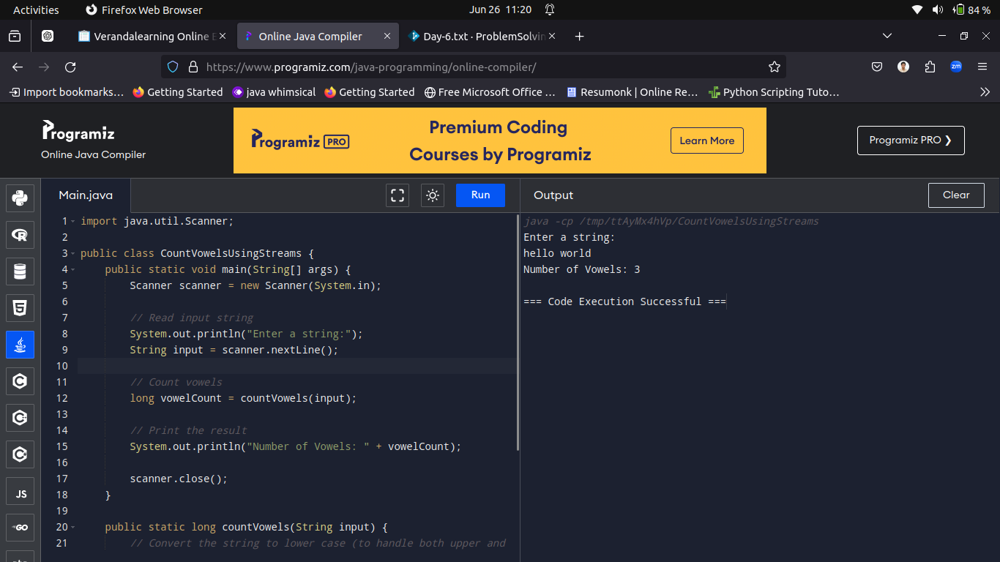 Activities Firefox Web Browser Jun 26 11:20 84 %
Verandalearning Online E Online Java Compiler Day-6.txt · ProblemSolvin
https://www.programiz.com/java-programming/online-compiler/ zm
Import bookmarks… Getting Started java whimsical Getting Started Free Microsoft Office … Resumonk | Online Re… Python Scripting Tuto…
Programiz
Online Java Compiler
Programiz PRO
Premium Coding
Courses by Programiz
Learn More
Programiz PRO ❯
Main.java
Run
Output
Clear
1 import java.util.Scanner;
2
3 public class CountVowelsUsingStreams {
4 public static void main(String[] args) {
5 Scanner scanner = new Scanner(System.in);
6
7 // Read input string
8 System.out.println("Enter a string:");
9 String input = scanner.nextLine();
10
11 // Count vowels
12 long vowelCount = countVowels(input);
13
14 // Print the result
15 System.out.println("Number of Vowels: " + vowelCount);
16
17 scanner.close();
18 }
19
20 public static long countVowels(String input) {
21 // Convert the string to lower case (to handle both upper and
java -cp /tmp/ttAyMx4hVp/CountVowelsUsingStreams
Enter a string:
hello world
Number of Vowels: 3
=== Code Execution Successful ===
R
5
C
C
C
JS
GO